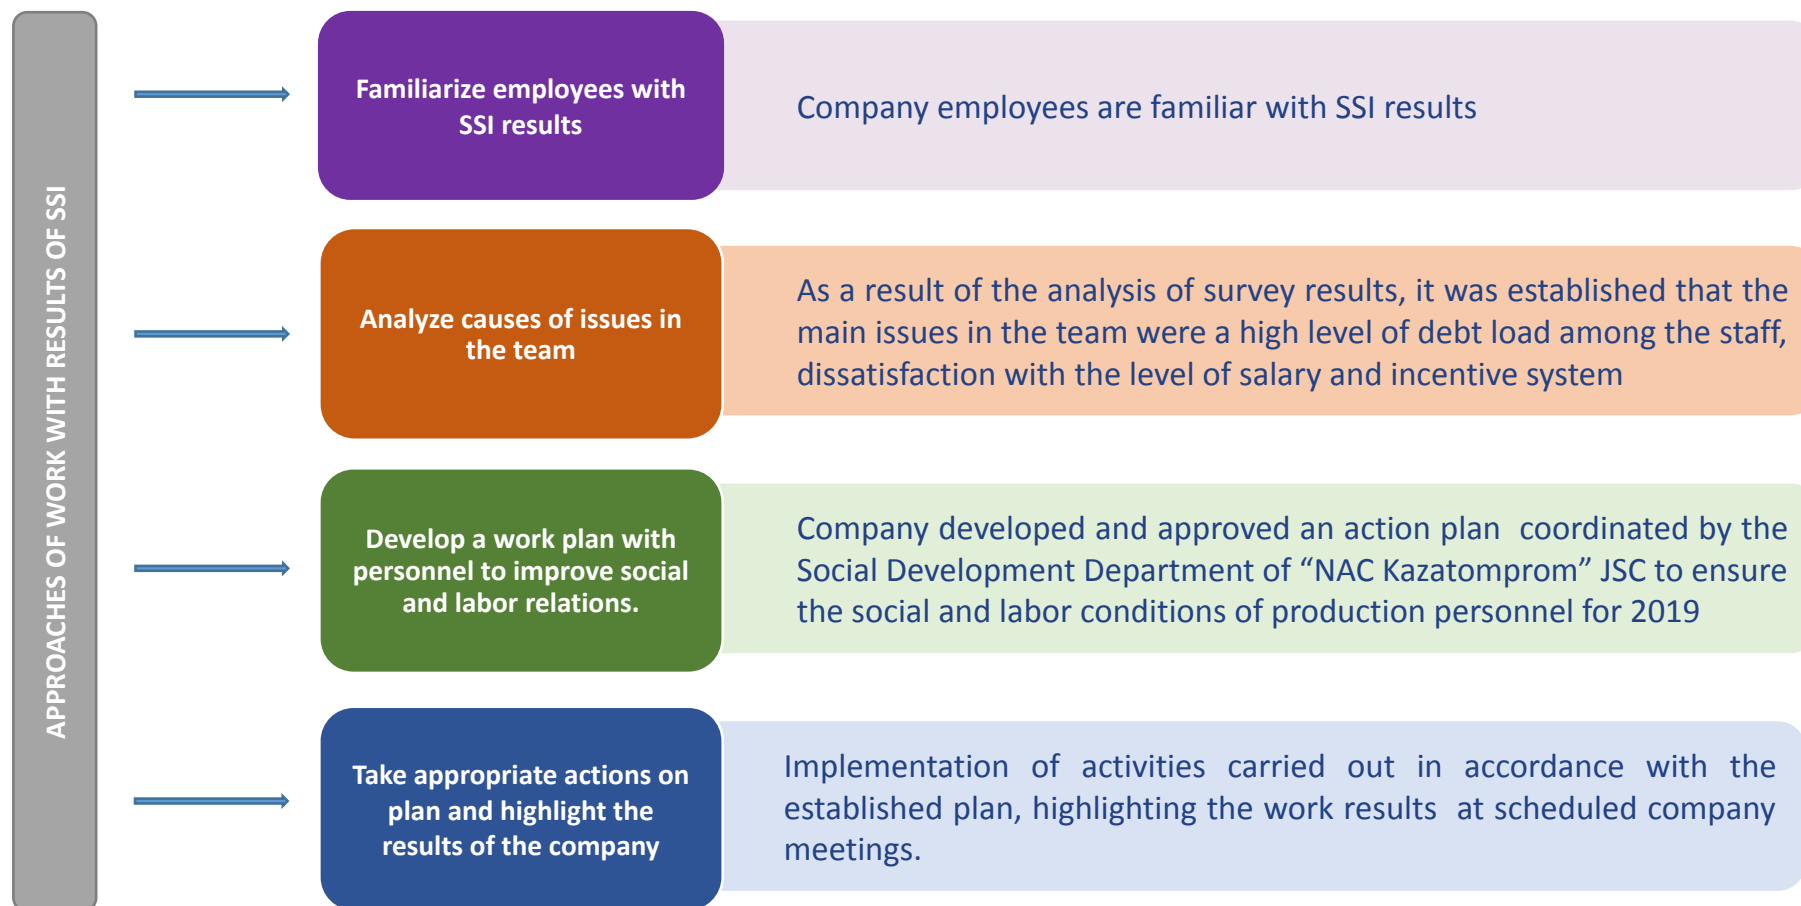 APPROACHES OF WORK WITH RESULTS OF SSI
Familiarize employees with
SSI results
Company employees are familiar with SSI results
Analyze causes of issues in
the team
As a result of the analysis of survey results, it was established that the
main issues in the team were a high level of debt load among the staff,
dissatisfaction with the level of salary and incentive system
Develop a work plan with
personnel to improve social
and labor relations.
Company developed and approved an action plan coordinated by the
Social Development Department of “NAC Kazatomprom” JSC to ensure
the social and labor conditions of production personnel for 2019
Take appropriate actions on
plan and highlight the
results of the company
Implementation of activities carried out in accordance with the
established plan, highlighting the work results at scheduled company
meetings.